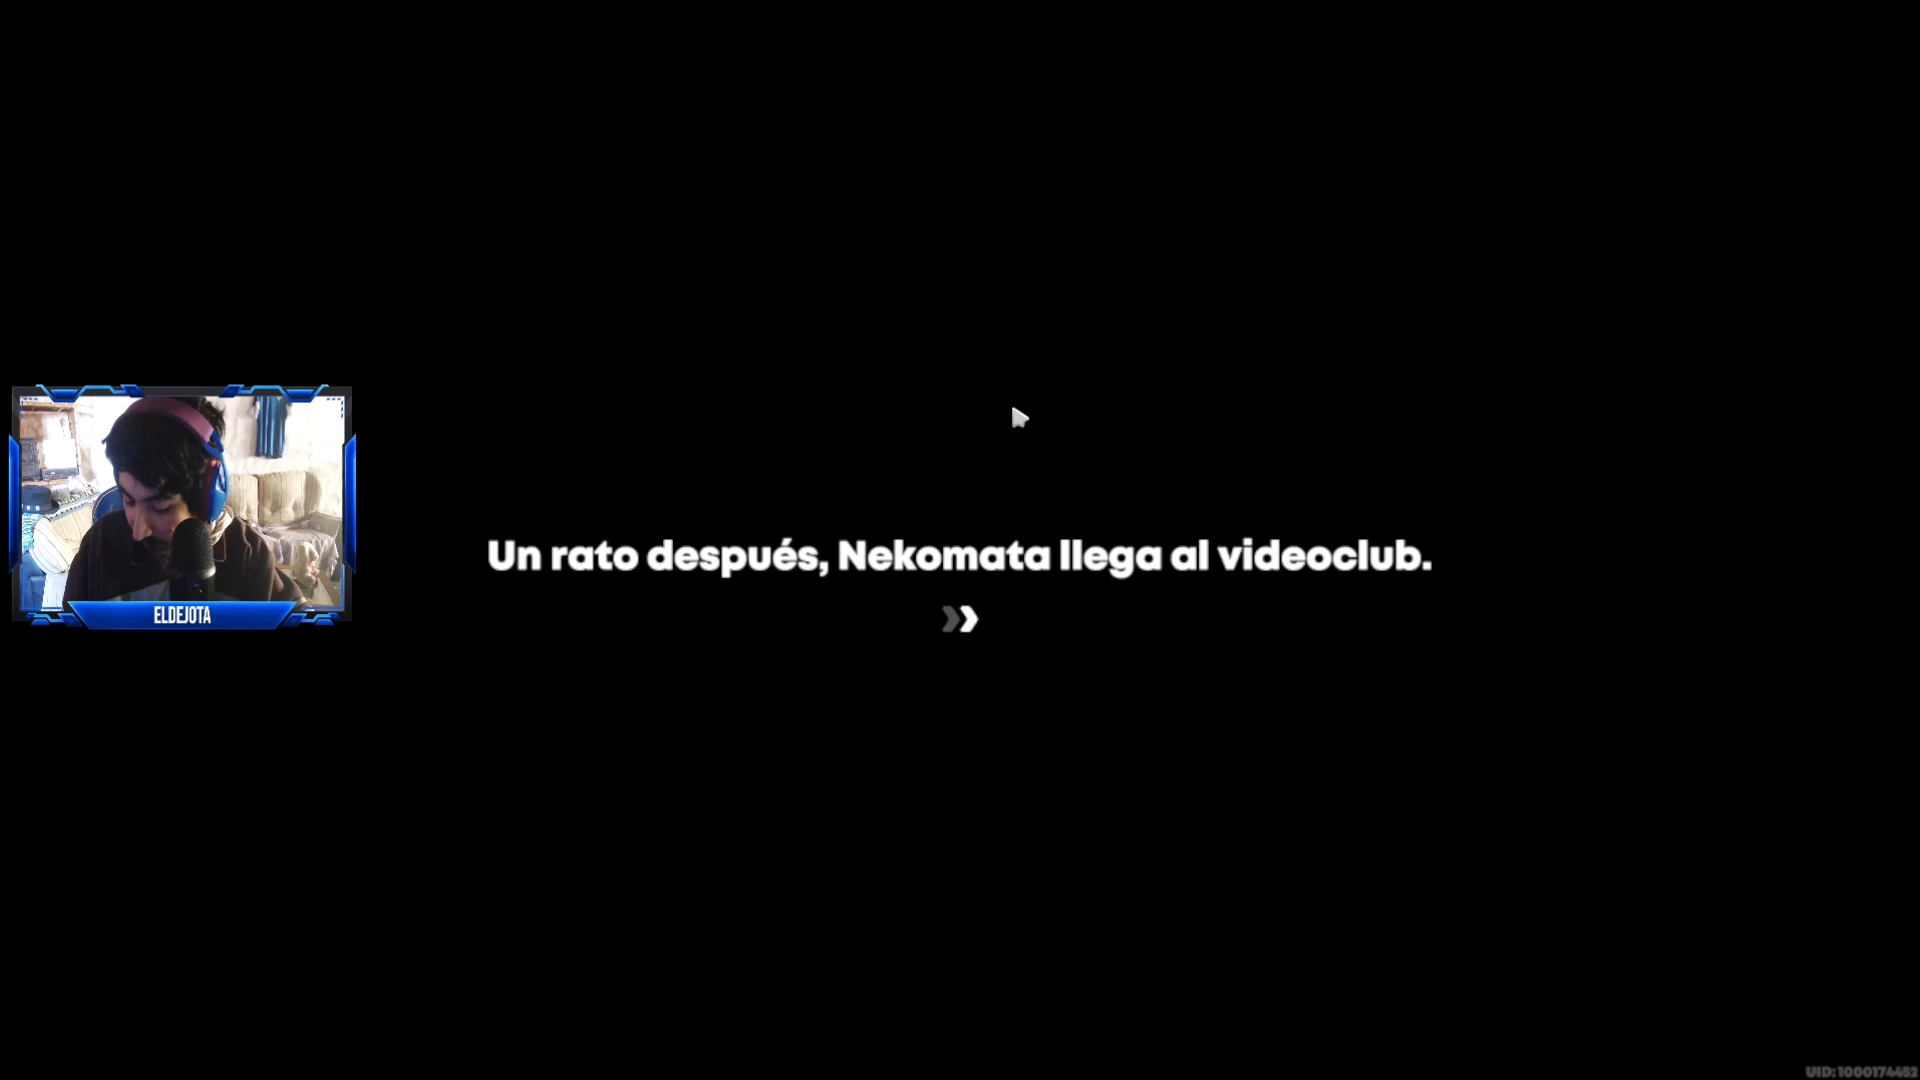 Un rato después, Nekomata llega al videoclub.
ELDEJOTA
UID: 1000174452